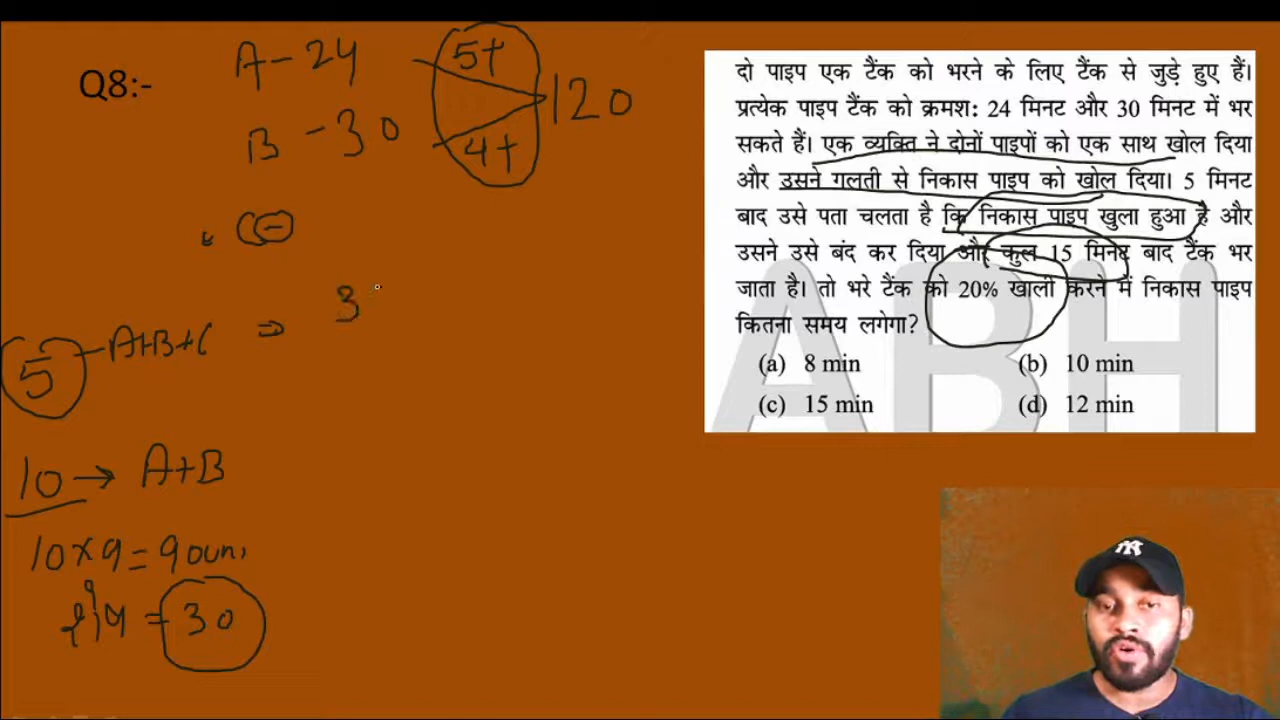 Q8:-
A - 24
5+
120
B - 30
4+
C -
5 - A+B+C ⇒ 3
10 → A+B
10×9 = 90 uni
शेष = 30
दो पाइप एक टैंक को भरने के लिए टैंक से जुड़े हुए हैं।
प्रत्येक पाइप टैंक को क्रमश: 24 मिनट और 30 मिनट में भर
सकते हैं। एक व्यक्ति ने दोनों पाइपों को एक साथ खोल दिया
और उसने गलती से निकास पाइप को खोल दिया। 5 मिनट
बाद उसे पता चलता है कि निकास पाइप खुला हुआ है और
उसने उसे बंद कर दिया और कुल 15 मिनट बाद टैंक भर
जाता है। तो भरे टैंक को 20% खाली करने में निकास पाइप
कितना समय लगेगा?
(a) 8 min (b) 10 min
(c) 15 min (d) 12 min
ABH